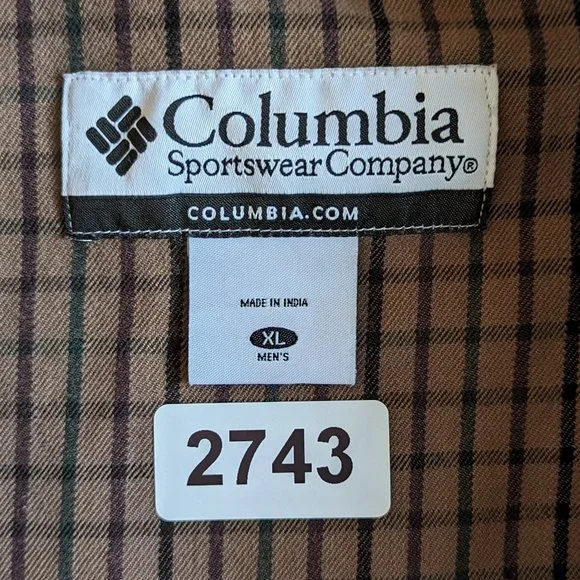 Columbia
Sportswear Company®
COLUMBIA.COM
MADE IN INDIA
XL
MEN'S
2743